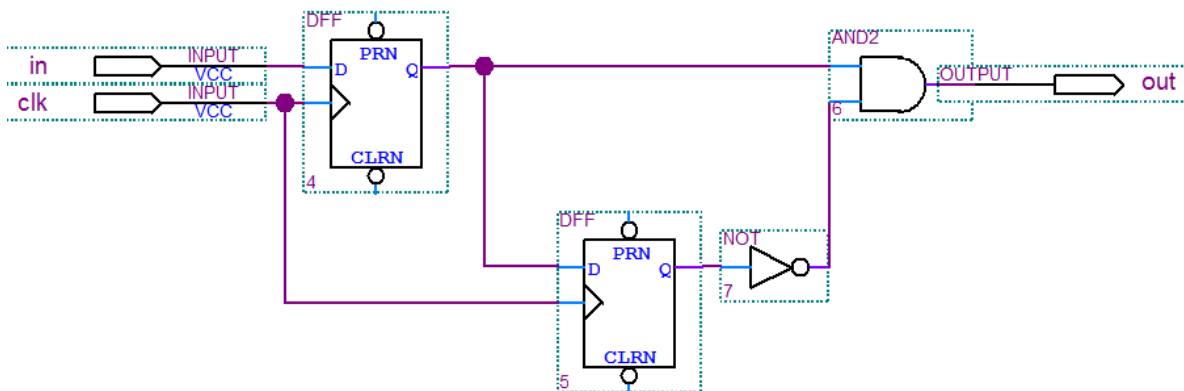 DFF
PRN
in
INPUT
VCC
D
Q
clk
INPUT
VCC
CLRN
4
AND2
OUTPUT
out
6
DFF
PRN
D
Q
CLRN
5
NOT
7